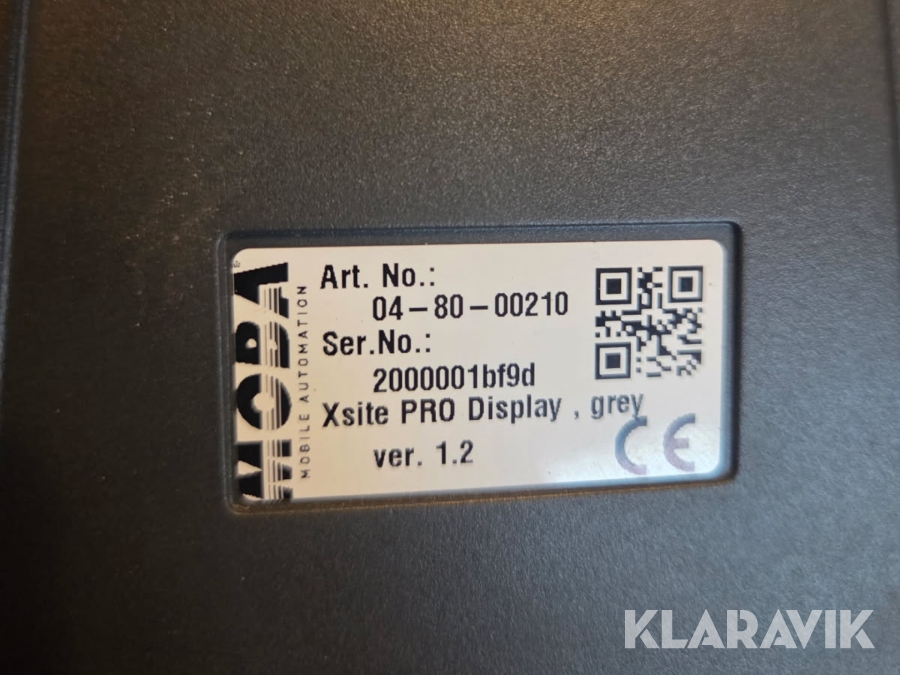 MOBA
MOBILE AUTOMATION
Art. No.:
04-80-00210
Ser.No.:
2000001bf9d
Xsite PRO Display , grey
ver. 1.2
CE
KLARAVIK